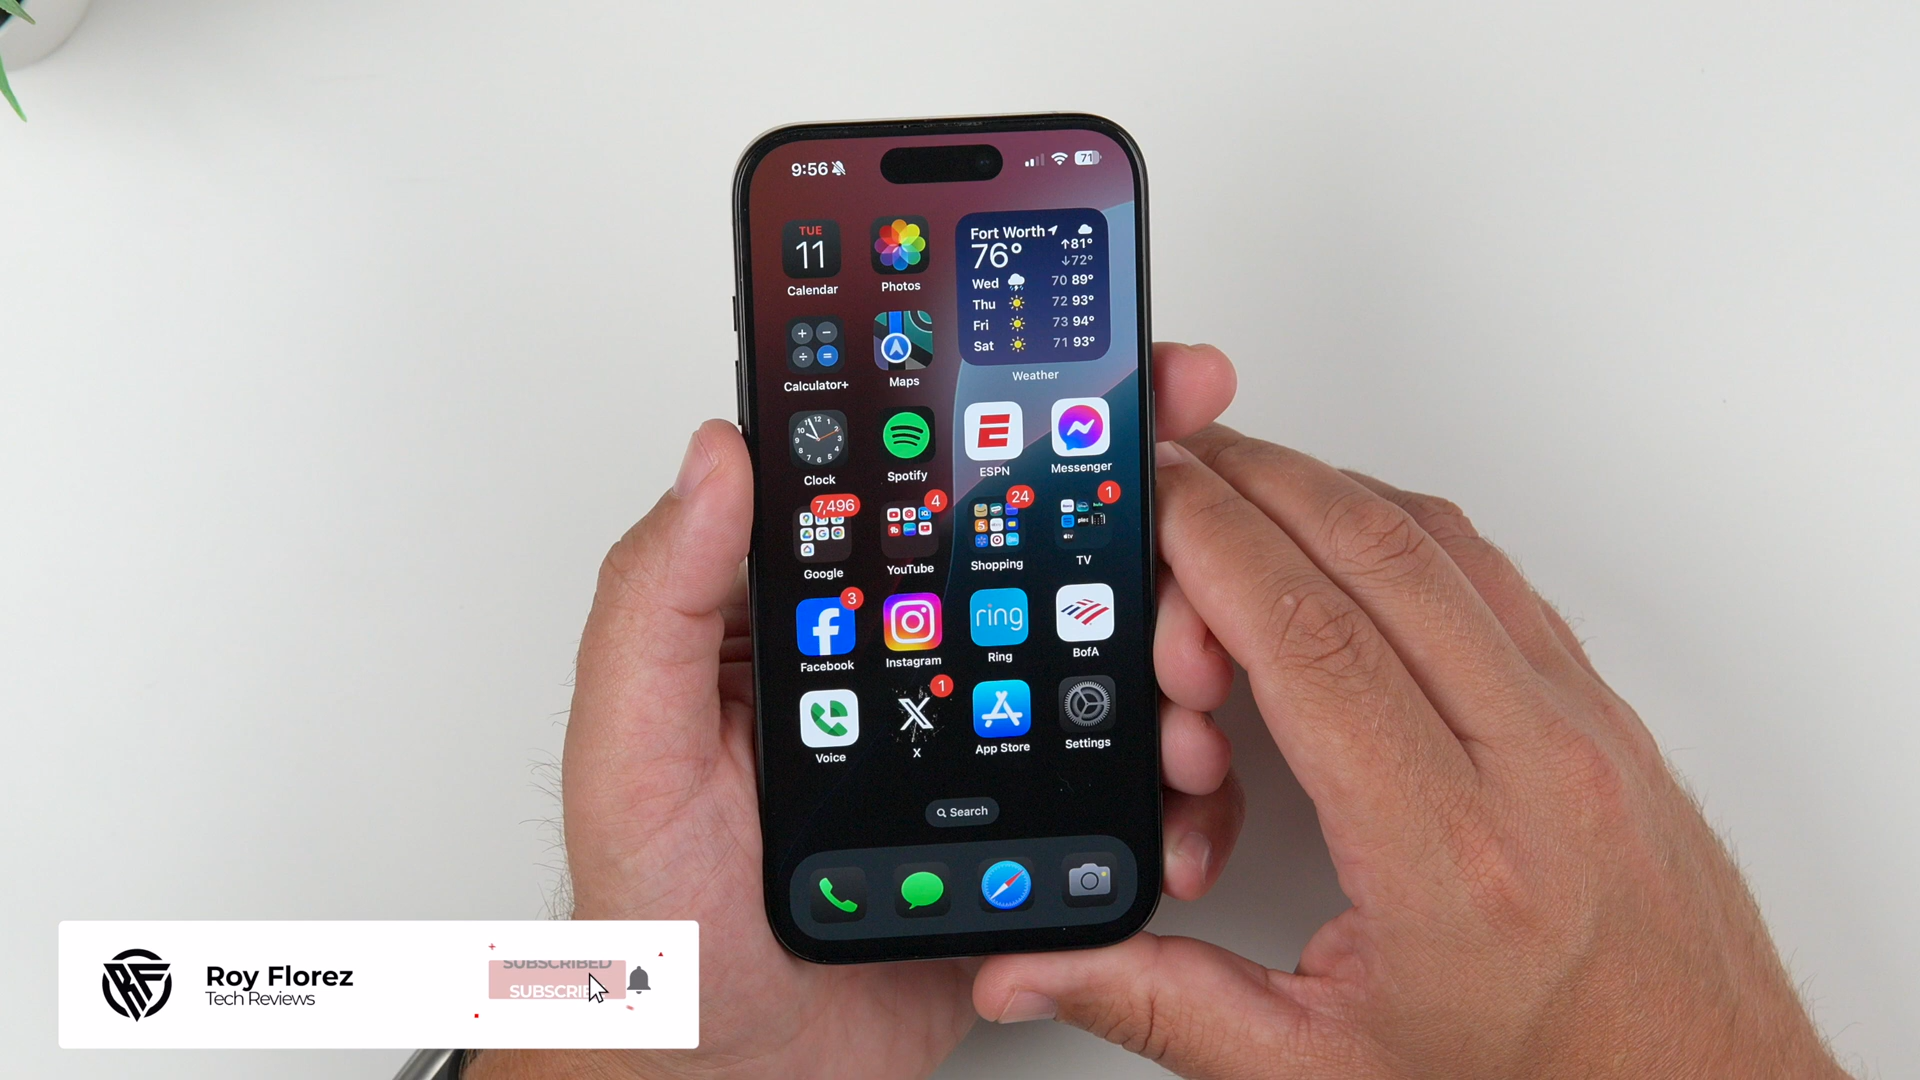 9:56
71
TUE
11
Calendar
Photos
Fort Worth
76°
↑81°
↓72°
Wed 70 89°
Thu 72 93°
Fri 73 94°
Sat 71 93°
Weather
Calculator+
Maps
Clock
Spotify
ESPN
Messenger
7,496
4
24
1
Google
YouTube
Shopping
TV
3
ring
Facebook
Instagram
Ring
BofA
1
X
Voice
X
App Store
Settings
Search
RF
Roy Florez
Tech Reviews
SUBSCRIBED